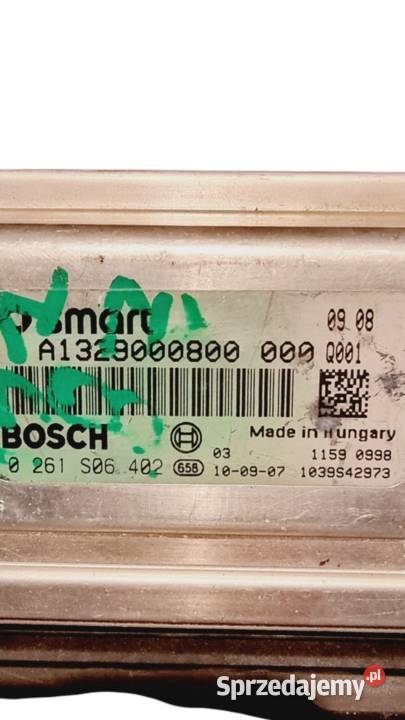 smart 09.08
A1329000800 000 Q001
BOSCH Made in Hungary
03 1159 0998
0 261 S06 402 658 10-09-07 1039S42973
Sprzedajemy.pl